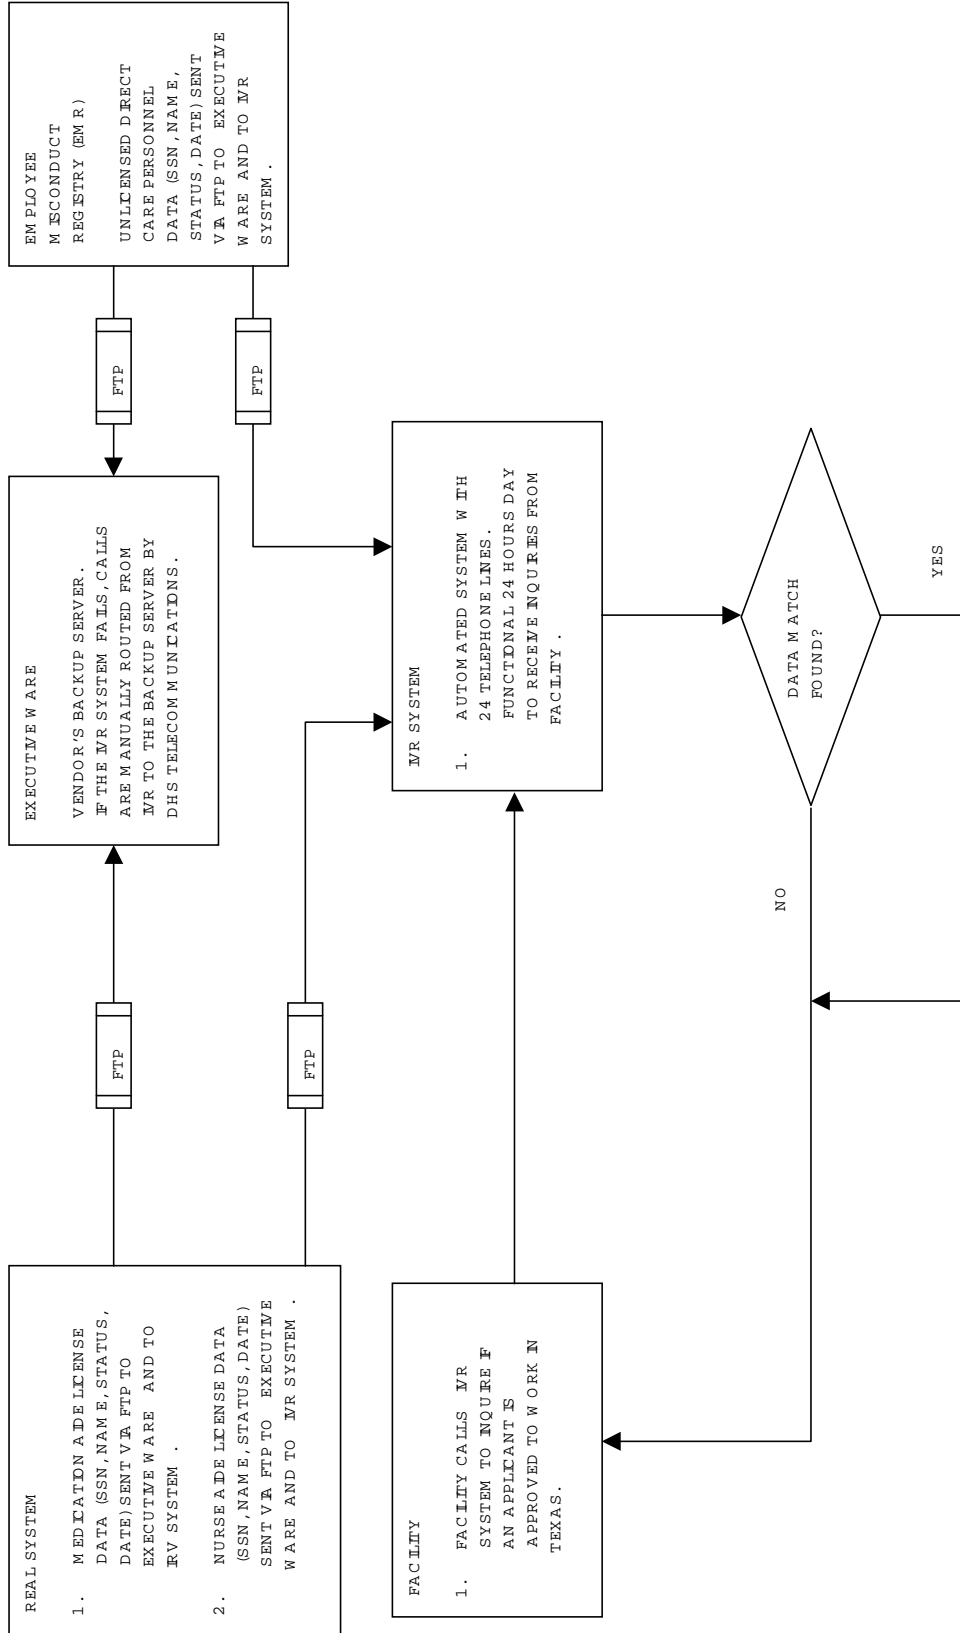 REAL SYSTEM
1. MEDICATION AIDE LICENSE
DATA (SSN, NAME, STATUS,
DATE) SENT VIA FTP TO
EXECUTIVE WARE AND TO
IRV SYSTEM.
2. NURSE AIDE LICENSE DATA
(SSN, NAME, STATUS, DATE)
SENT VIA FTP TO EXECUTIVE
WARE AND TO IVR SYSTEM.
FTP
FTP
EXECUTIVE WARE
VENDOR'S BACKUP SERVER.
IF THE IVR SYSTEM FAILS, CALLS
ARE MANUALLY ROUTED FROM
IVR TO THE BACKUP SERVER BY
DHS TELECOMMUNICATIONS.
FTP
FTP
EMPLOYEE
MISCONDUCT
REGISTRY (EMR)
UNLICENSED DIRECT
CARE PERSONNEL
DATA (SSN, NAME,
STATUS, DATE) SENT
VIA FTP TO EXECUTIVE
WARE AND TO IVR
SYSTEM.
FACILITY
1. FACILITY CALLS IVR
SYSTEM TO INQUIRE IF
AN APPLICANT IS
APPROVED TO WORK IN
TEXAS.
IVR SYSTEM
1. AUTOMATED SYSTEM WITH
24 TELEPHONE LINES.
FUNCTIONAL 24 HOURS DAY
TO RECEIVE INQUIRIES FROM
FACILITY.
NO
DATA MATCH
FOUND?
YES